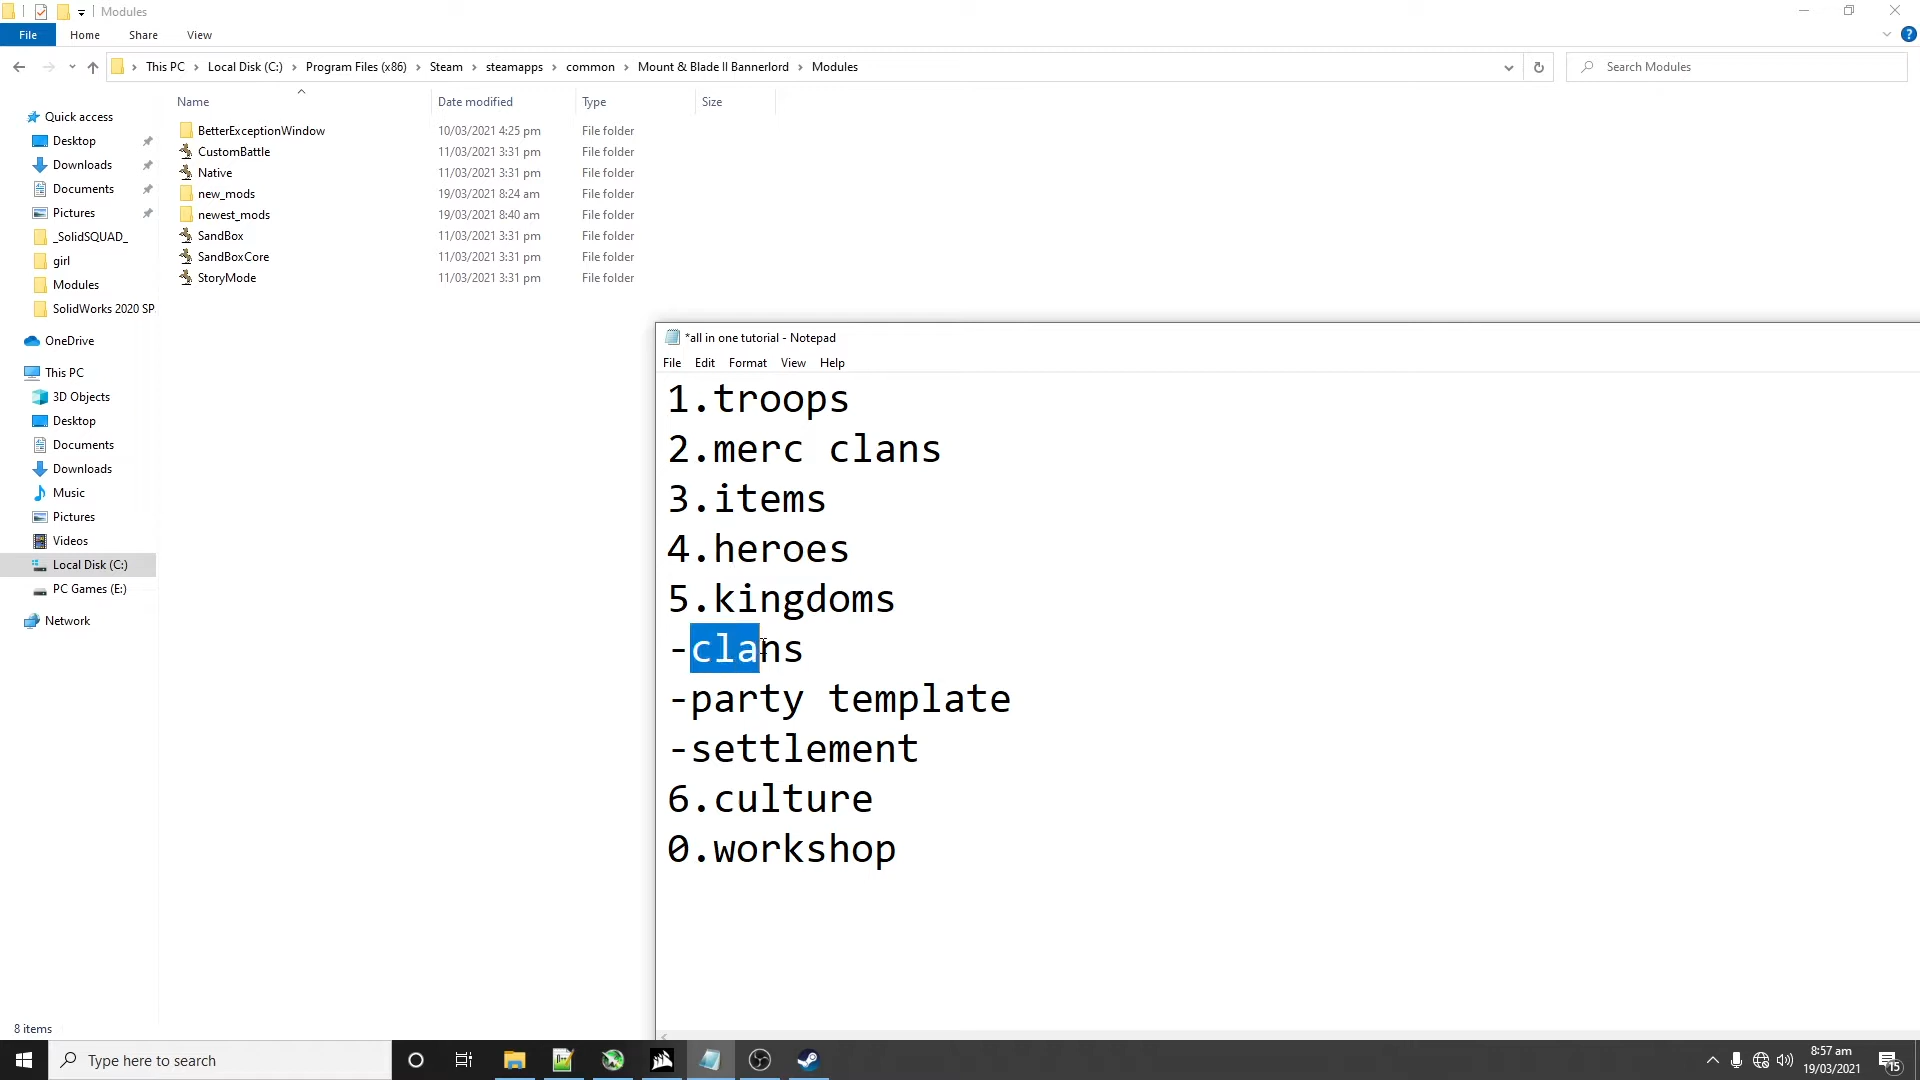 Modules
File Home Share View
This PC Local Disk (C:) Program Files (x86) Steam steamapps common Mount & Blade II Bannerlord Modules
Search Modules
Name Date modified Type Size
Quick access
Desktop
Downloads
Documents
Pictures
_SolidSQUAD_
girl
Modules
SolidWorks 2020 SP
OneDrive
This PC
3D Objects
Desktop
Documents
Downloads
Music
Pictures
Videos
Local Disk (C:)
PC Games (E:)
Network
BetterExceptionWindow 10/03/2021 4:25 pm File folder
CustomBattle 11/03/2021 3:31 pm File folder
Native 11/03/2021 3:31 pm File folder
new_mods 19/03/2021 8:24 am File folder
newest_mods 19/03/2021 8:40 am File folder
SandBox 11/03/2021 3:31 pm File folder
SandBoxCore 11/03/2021 3:31 pm File folder
StoryMode 11/03/2021 3:31 pm File folder
*all in one tutorial - Notepad
File Edit Format View Help
1.troops
2.merc clans
3.items
4.heroes
5.kingdoms
-clans
-party template
-settlement
6.culture
0.workshop
8 items
Type here to search
8:57 am
19/03/2021
15